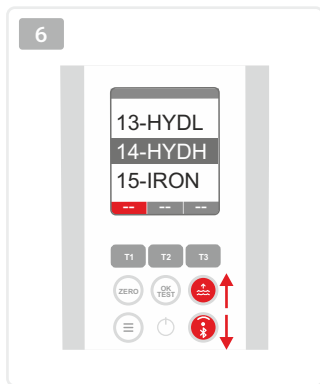 6
13-HYDL
14-HYDH
15-IRON
-- -- --
T1 T2 T3
ZERO OK TEST